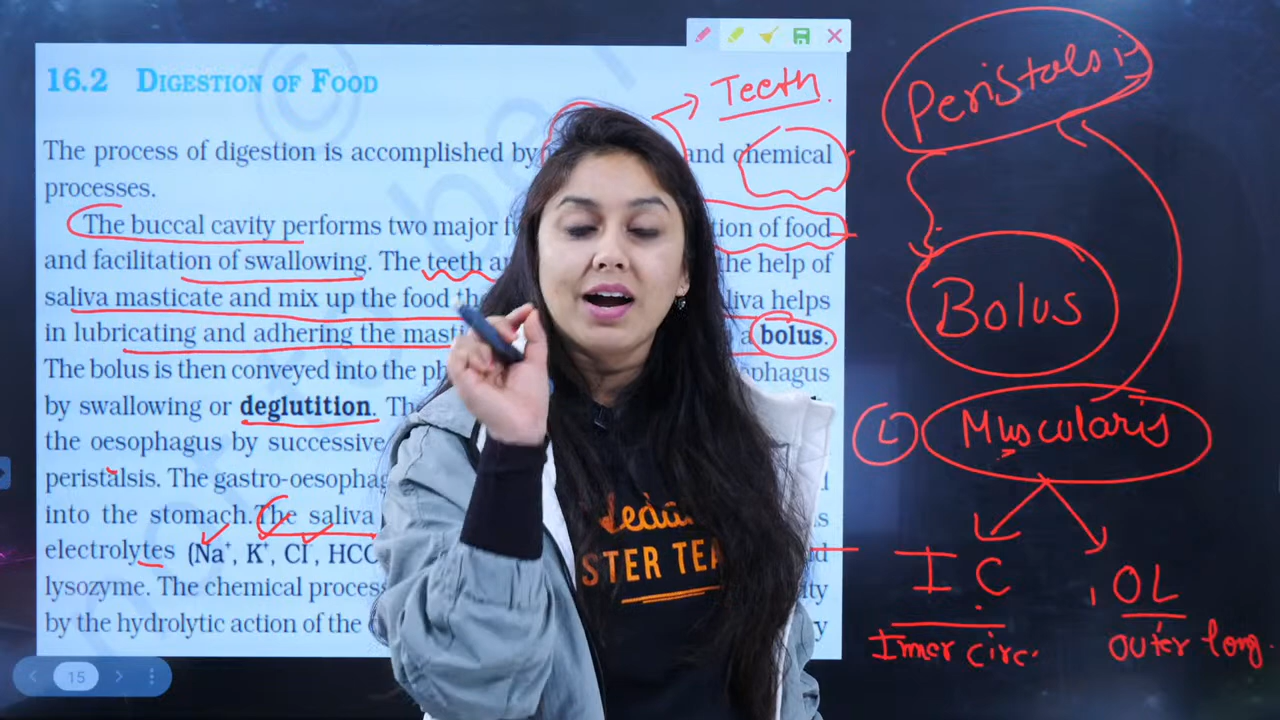 16.2 DIGESTION OF FOOD
Teeth
The process of digestion is accomplished by and chemical
processes.
The buccal cavity performs two major tion of food
and facilitation of swallowing. The teeth the help of
saliva masticate and mix up the food liva helps
in lubricating and adhering the masti a bolus.
The bolus is then conveyed into the ph ophagus
by swallowing or deglutition. Th
the oesophagus by successive
peristalsis. The gastro-oesophag
into the stomach. The saliva s
electrolytes (Na⁺, K⁺, Cl⁻, HCO
lysozyme. The chemical proces ity
by the hydrolytic action of the y
15
Peristalsis
Bolus
Muscularis
IC OL
Inner circ. outer long.
STER TEA